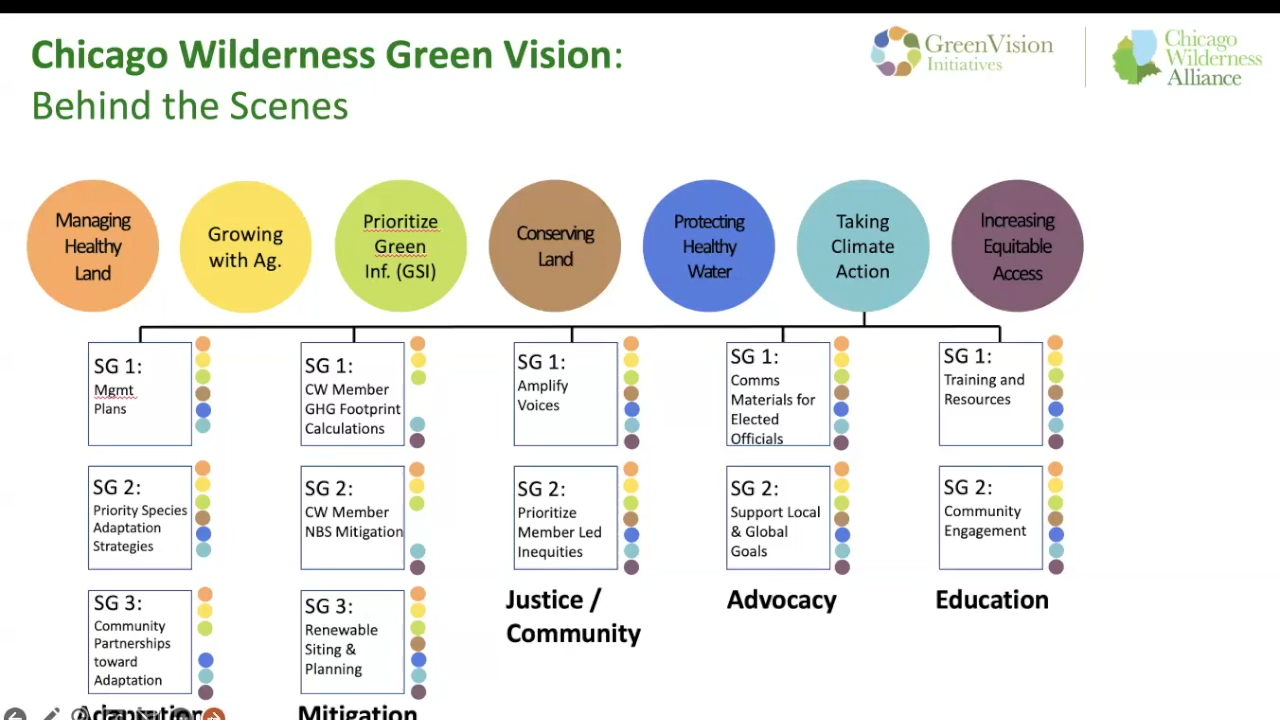 Chicago Wilderness Green Vision:
Behind the Scenes
GreenVision
Initiatives
Chicago
Wilderness
Alliance
Managing
Healthy
Land
Growing
with Ag.
Prioritize
Green
Inf. (GSI)
Conserving
Land
Protecting
Healthy
Water
Taking
Climate
Action
Increasing
Equitable
Access
SG 1:
Mgmt
Plans
SG 2:
Priority Species
Adaptation
Strategies
SG 3:
Community
Partnerships
toward
Adaptation
Adaptation
SG 1:
CW Member
GHG Footprint
Calculations
SG 2:
CW Member
NBS Mitigation
SG 3:
Renewable
Siting &
Planning
Mitigation
SG 1:
Amplify
Voices
SG 2:
Prioritize
Member Led
Inequities
Justice /
Community
SG 1:
Comms
Materials for
Elected
Officials
SG 2:
Support Local
& Global
Goals
Advocacy
SG 1:
Training and
Resources
SG 2:
Community
Engagement
Education